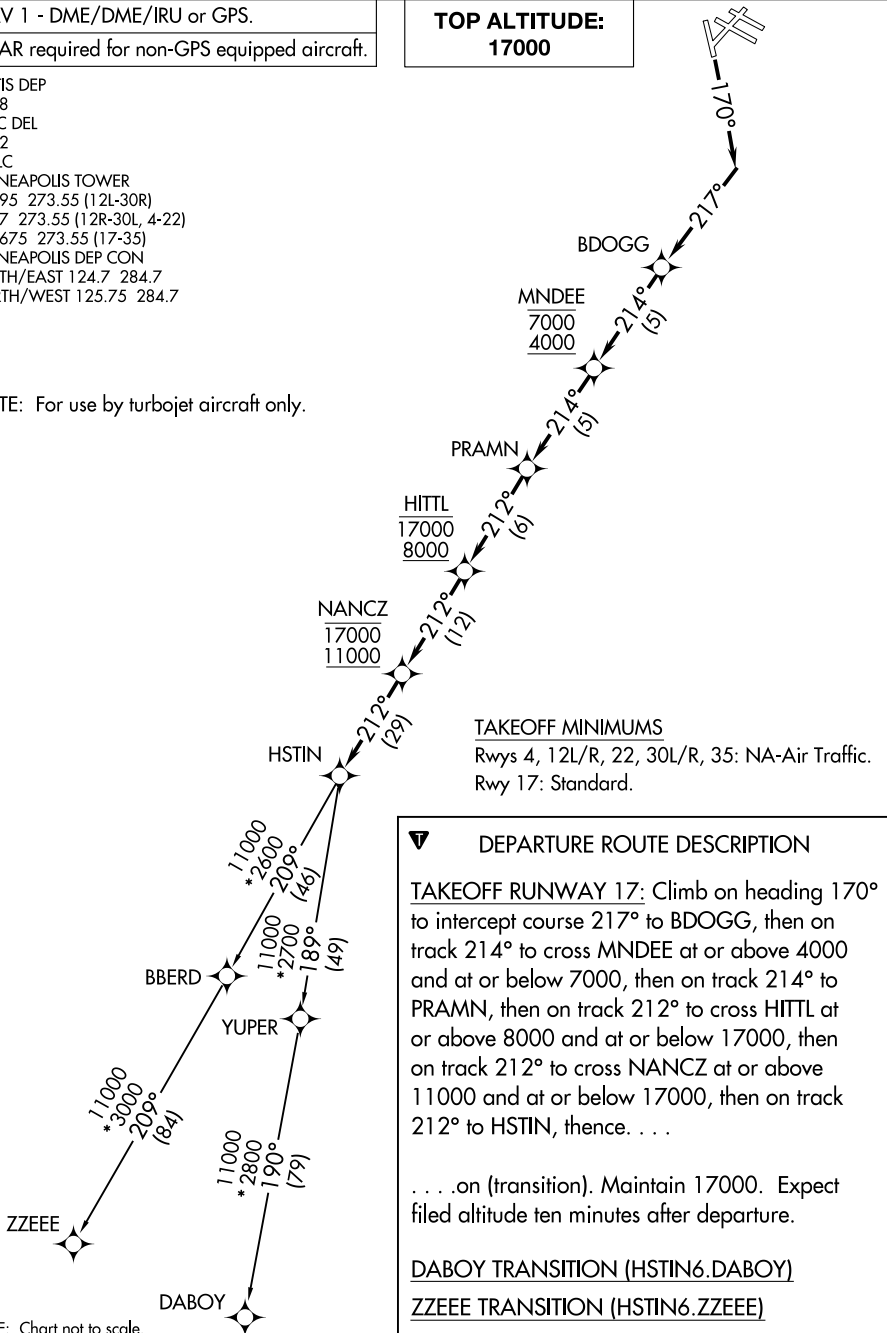 V 1 - DME/DME/IRU or GPS.
AR required for non-GPS equipped aircraft.
TOP ALTITUDE:
17000
TIS DEP
8
C DEL
2
LC
NEAPOLIS TOWER
95 273.55 (12L-30R)
7 273.55 (12R-30L, 4-22)
675 273.55 (17-35)
NEAPOLIS DEP CON
TH/EAST 124.7 284.7
RTH/WEST 125.75 284.7
TE: For use by turbojet aircraft only.
170°
217°
BDOGG
214°
(5)
MNDEE
7000
4000
214°
(5)
PRAMN
212°
(6)
HITTL
17000
8000
212°
(12)
NANCZ
17000
11000
212°
(29)
HSTIN
TAKEOFF MINIMUMS
Rwys 4, 12L/R, 22, 30L/R, 35: NA-Air Traffic.
Rwy 17: Standard.
11000
*2600
209°
(46)
11000
*2700
189°
(49)
BBERD
YUPER
11000
*3000
209°
(84)
11000
*2800
190°
(79)
ZZEEE
DABOY
E: Chart not to scale.
T DEPARTURE ROUTE DESCRIPTION
TAKEOFF RUNWAY 17: Climb on heading 170°
to intercept course 217° to BDOGG, then on
track 214° to cross MNDEE at or above 4000
and at or below 7000, then on track 214° to
PRAMN, then on track 212° to cross HITTL at
or above 8000 and at or below 17000, then
on track 212° to cross NANCZ at or above
11000 and at or below 17000, then on track
212° to HSTIN, thence. . . .
. . . .on (transition). Maintain 17000. Expect
filed altitude ten minutes after departure.
DABOY TRANSITION (HSTIN6.DABOY)
ZZEEE TRANSITION (HSTIN6.ZZEEE)